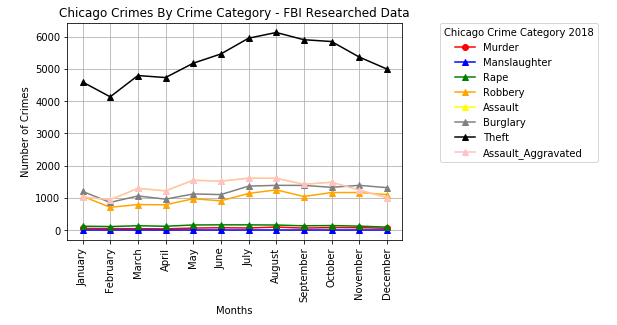 Chicago Crimes By Crime Category - FBI Researched Data
Number of Crimes
6000
5000
4000
3000
2000
1000
0
January
February
March
April
May
June
July
August
September
October
November
December
Months
Chicago Crime Category 2018
Murder
Manslaughter
Rape
Robbery
Assault
Burglary
Theft
Assault_Aggravated